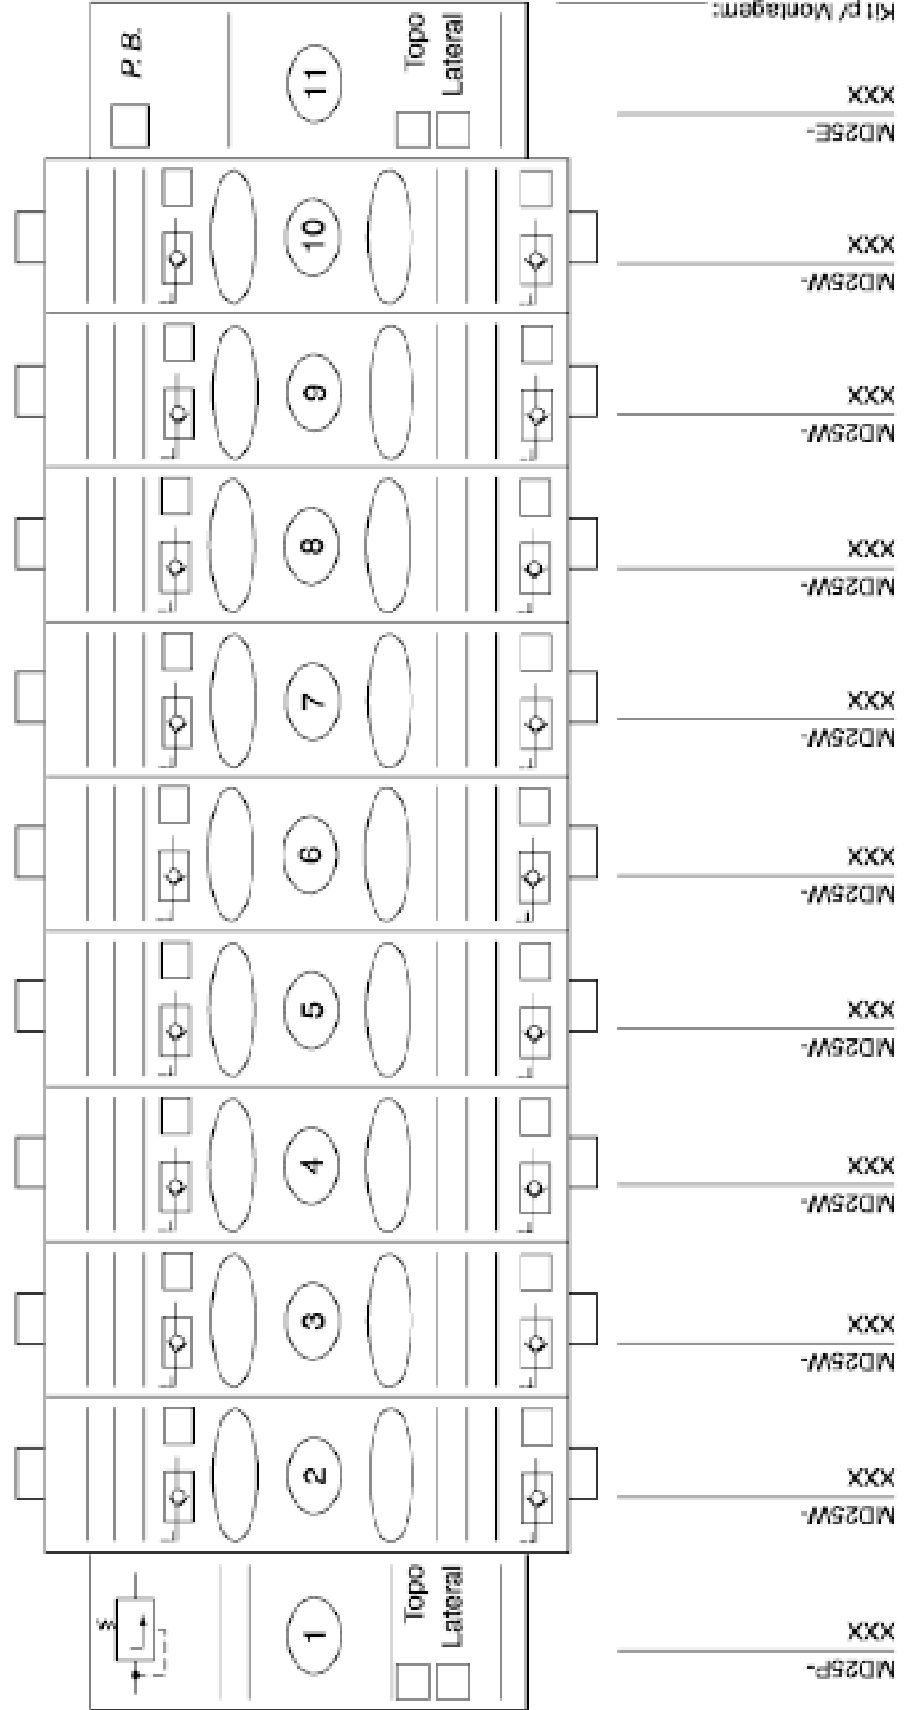 Kit p/ Montagem:
P.B.
11
Topo
Lateral
XXX
MD25E-
10
XXX
MD25W-
9
XXX
MD25W-
8
XXX
MD25W-
7
XXX
MD25W-
6
XXX
MD25W-
5
XXX
MD25W-
4
XXX
MD25W-
3
XXX
MD25W-
2
XXX
MD25W-
1
Topo
Lateral
XXX
MD25P-